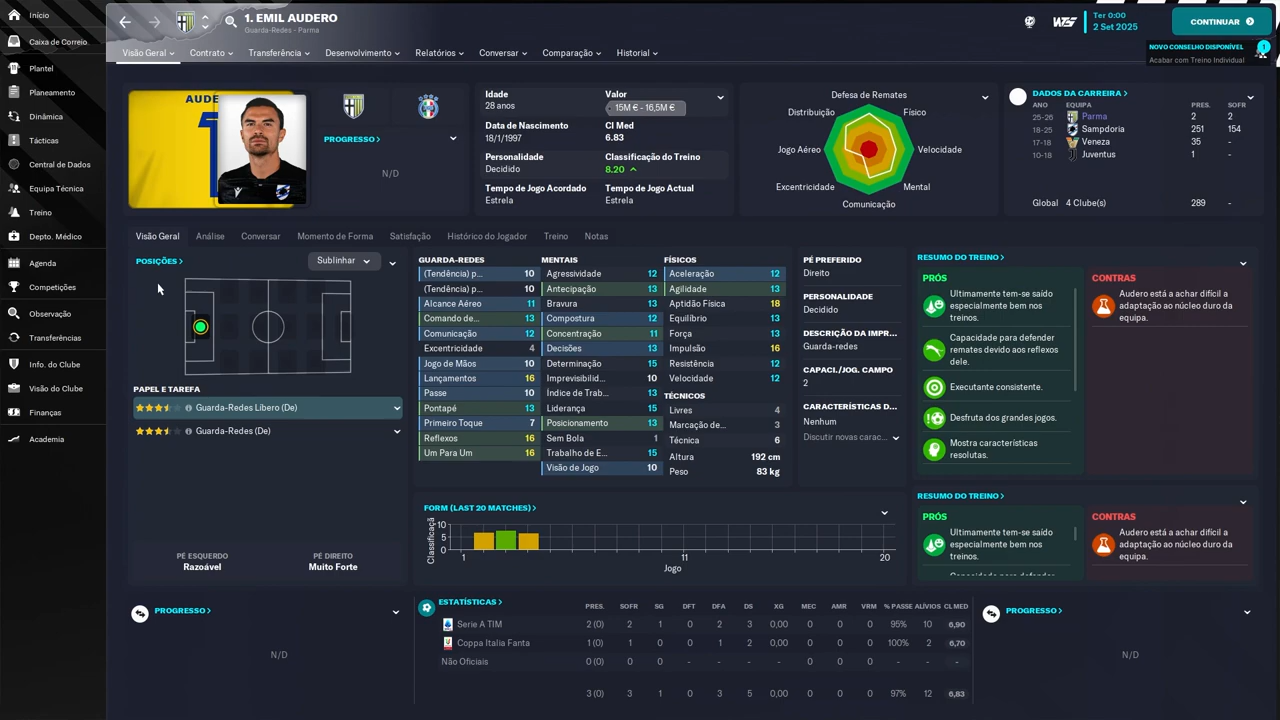 Início
Caixa de Correio
Plantel
Planeamento
Dinâmica
Tácticas
Central de Dados
Equipa Técnica
Treino
Depto. Médico
Agenda
Competições
Observação
Transferências
Info. do Clube
Visão do Clube
Finanças
Academia
1. EMIL AUDERO
Guarda-Redes - Parma
Ter 0:00
2 Set 2025
CONTINUAR
NOVO CONSELHO DISPONÍVEL 1
Acabar com Treino Individual
Visão Geral Contrato Transferência Desenvolvimento Relatórios Conversar Comparação Historial
AUDE
PROGRESSO
N/D
Idade
28 anos
Data de Nascimento
18/1/1997
Personalidade
Decidido
Tempo de Jogo Acordado
Estrela
Valor
15M € - 16,5M €
Cl Med
6.83
Classificação do Treino
8.20
Tempo de Jogo Actual
Estrela
Defesa de Remates
Distribuição Físico
Jogo Aéreo Velocidade
Excentricidade Mental
Comunicação
DADOS DA CARREIRA
ANO EQUIPA PRES. SOFR
25-26 Parma 2 2
18-25 Sampdoria 251 154
17-18 Veneza 35 -
10-18 Juventus 1 -
Global 4 Clube(s) 289 -
Visão Geral Análise Conversar Momento de Forma Satisfação Histórico do Jogador Treino Notas
POSIÇÕES
Sublinhar
PAPEL E TAREFA
Guarda-Redes Líbero (De)
Guarda-Redes (De)
PÉ ESQUERDO
Razoável
PÉ DIREITO
Muito Forte
GUARDA-REDES
(Tendência) p... 10
(Tendência) p... 10
Alcance Aéreo 11
Comando de... 13
Comunicação 12
Excentricidade 4
Jogo de Mãos 10
Lançamentos 16
Passe 10
Pontapé 13
Primeiro Toque 7
Reflexos 16
Um Para Um 16
MENTAIS
Agressividade 12
Antecipação 13
Bravura 13
Compostura 12
Concentração 11
Decisões 13
Determinação 15
Imprevisibilid... 10
Índice de Trab... 13
Liderança 15
Posicionamento 13
Sem Bola 1
Trabalho de E... 15
Visão de Jogo 10
FÍSICOS
Aceleração 12
Agilidade 13
Aptidão Física 18
Equilíbrio 13
Força 13
Impulsão 16
Resistência 12
Velocidade 12
TÉCNICOS
Livres 4
Marcação de... 3
Técnica 6
Altura 192 cm
Peso 83 kg
PÉ PREFERIDO
Direito
PERSONALIDADE
Decidido
DESCRIÇÃO DA IMPR...
Guarda-redes
CAPACI./JOG. CAMPO
2
CARACTERÍSTICAS D...
Nenhum
Discutir novas carac...
RESUMO DO TREINO
PRÓS
Ultimamente tem-se saído
especialmente bem nos
treinos.
Capacidade para defender
remates devido aos reflexos
dele.
Executante consistente.
Desfruta dos grandes jogos.
Mostra características
resolutas.
CONTRAS
Audero está a achar difícil a
adaptação ao núcleo duro da
equipa.
FORM (LAST 20 MATCHES)
Classificaçã
10
5
0
1 11 20
Jogo
RESUMO DO TREINO
PRÓS
Ultimamente tem-se saído
especialmente bem nos
treinos.
Capacidade para defender
CONTRAS
Audero está a achar difícil a
adaptação ao núcleo duro da
equipa.
PROGRESSO
N/D
ESTATÍSTICAS PRES. SOFR SG DFT DFA DS XG MEC AMR VRM % PASSE ALÍVIOS CL MED
Serie A TIM 2 (0) 2 1 0 2 3 0,00 0 0 0 95% 10 6,90
Coppa Italia Fanta 1 (0) 1 0 0 1 2 0,00 0 0 0 100% 2 6,70
Não Oficiais 0 (0) 0 - - - - - 0 0 - - - -
3 (0) 3 1 0 3 5 0,00 0 0 0 97% 12 6,83
PROGRESSO
N/D